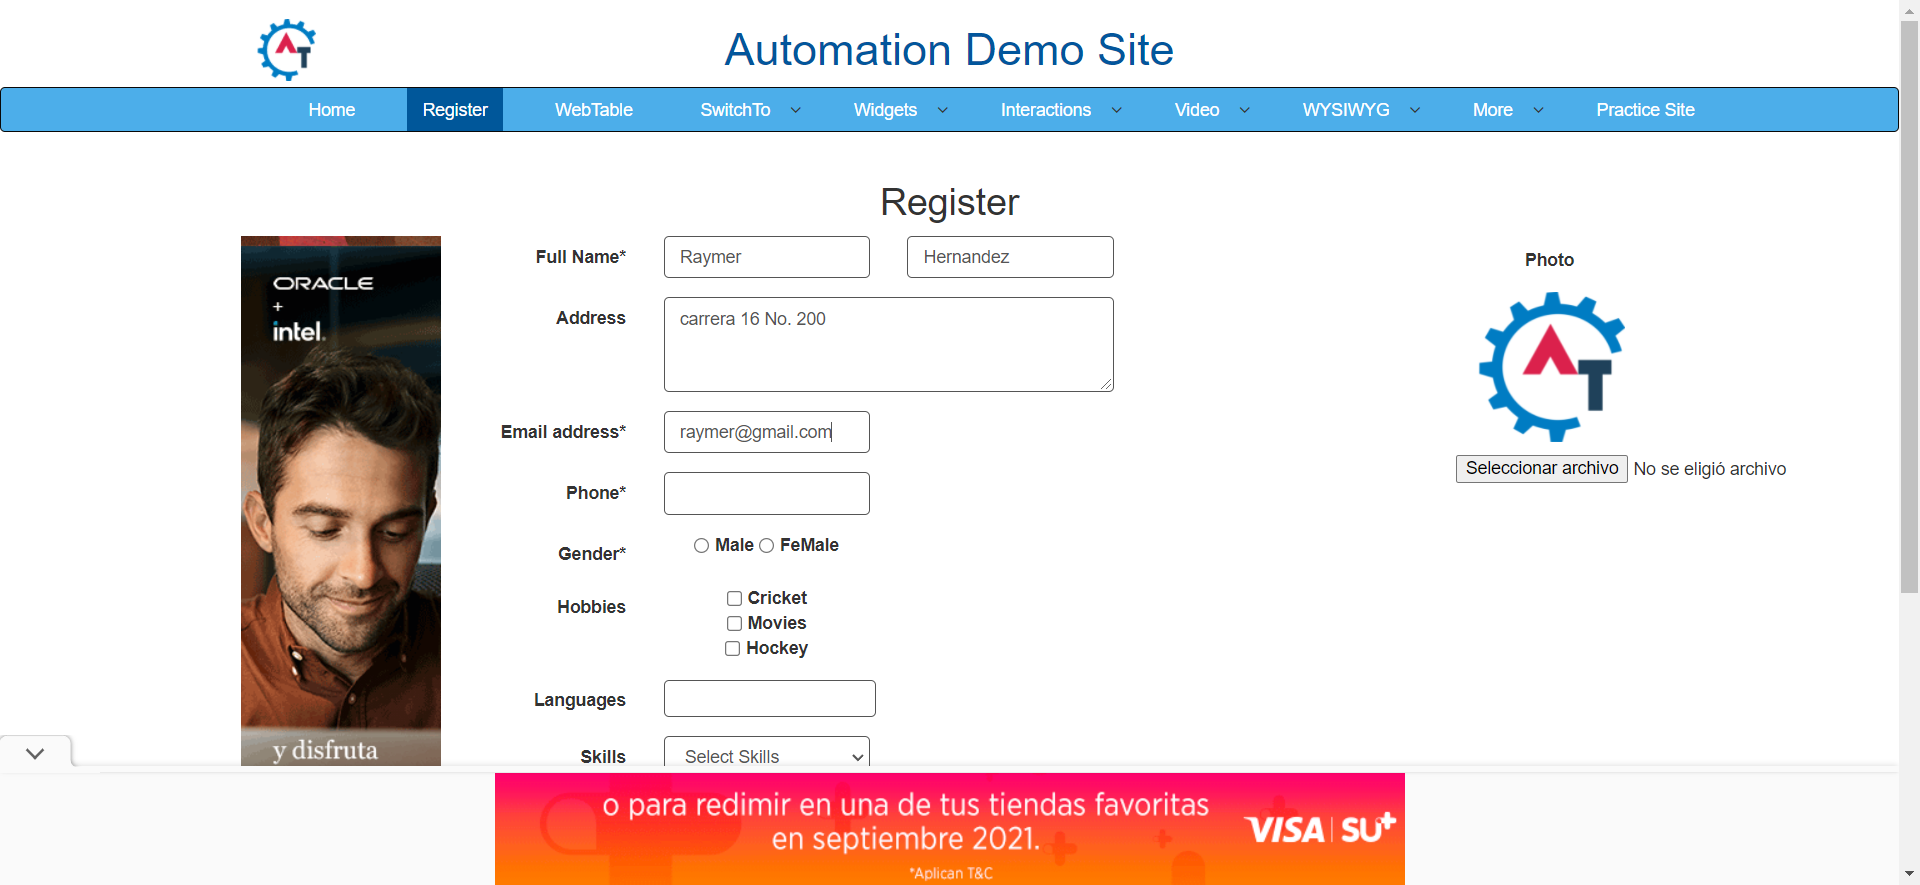 AT
Automation Demo Site
Home Register WebTable SwitchTo Widgets Interactions Video WYSIWYG More Practice Site
Register
ORACLE
+
intel.
y disfruta
Full Name* Raymer Hernandez
Address carrera 16 No. 200
Email address* raymer@gmail.com
Phone*
Gender* Male FeMale
Hobbies Cricket
Movies
Hockey
Languages
Skills Select Skills
Photo
AT
Seleccionar archivo No se eligió archivo
o para redimir en una de tus tiendas favoritas
en septiembre 2021.
*Aplican T&C
VISA | SU+